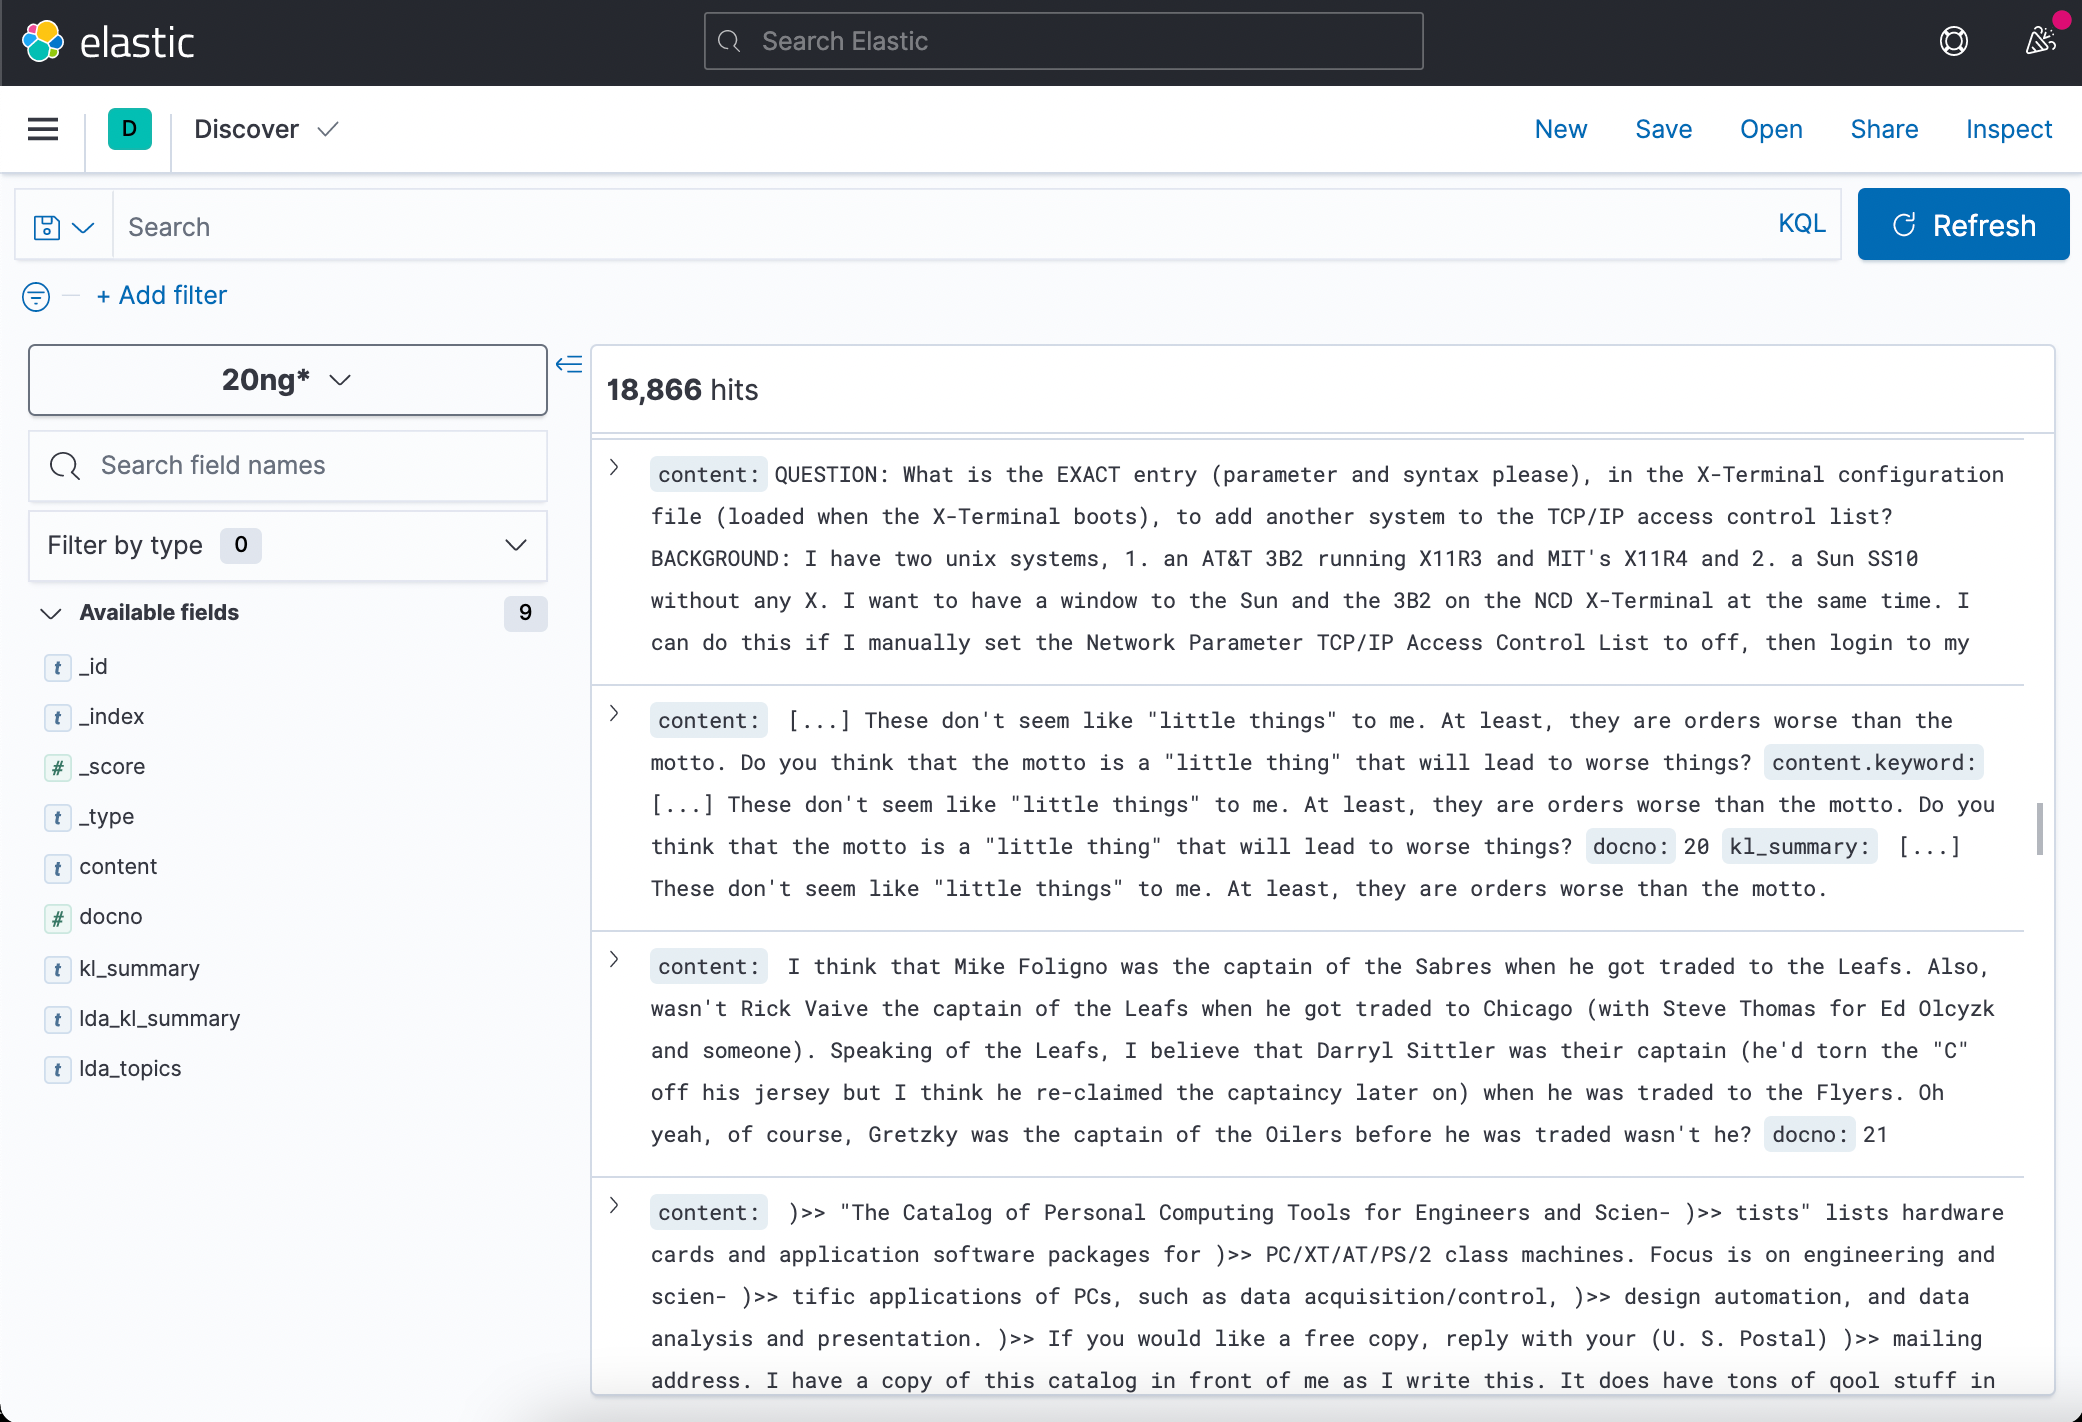 elastic
Search Elastic
D
Discover
New
Save
Open
Share
Inspect
Search
KQL
Refresh
+ Add filter
20ng*
Search field names
Filter by type 0
Available fields 9
t _id
t _index
# _score
t _type
t content
# docno
t kl_summary
t lda_kl_summary
t lda_topics
18,866 hits
content: QUESTION: What is the EXACT entry (parameter and syntax please), in the X-Terminal configuration
file (loaded when the X-Terminal boots), to add another system to the TCP/IP access control list?
BACKGROUND: I have two unix systems, 1. an AT&T 3B2 running X11R3 and MIT's X11R4 and 2. a Sun SS10
without any X. I want to have a window to the Sun and the 3B2 on the NCD X-Terminal at the same time. I
can do this if I manually set the Network Parameter TCP/IP Access Control List to off, then login to my
content: [...] These don't seem like "little things" to me. At least, they are orders worse than the
motto. Do you think that the motto is a "little thing" that will lead to worse things? content.keyword:
[...] These don't seem like "little things" to me. At least, they are orders worse than the motto. Do you
think that the motto is a "little thing" that will lead to worse things? docno: 20 kl_summary: [...]
These don't seem like "little things" to me. At least, they are orders worse than the motto.
content: I think that Mike Foligno was the captain of the Sabres when he got traded to the Leafs. Also,
wasn't Rick Vaive the captain of the Leafs when he got traded to Chicago (with Steve Thomas for Ed Olcyzk
and someone). Speaking of the Leafs, I believe that Darryl Sittler was their captain (he'd torn the "C"
off his jersey but I think he re-claimed the captaincy later on) when he was traded to the Flyers. Oh
yeah, of course, Gretzky was the captain of the Oilers before he was traded wasn't he? docno: 21
content: )>> "The Catalog of Personal Computing Tools for Engineers and Scien- )>> tists" lists hardware
cards and application software packages for )>> PC/XT/AT/PS/2 class machines. Focus is on engineering and
scien- )>> tific applications of PCs, such as data acquisition/control, )>> design automation, and data
analysis and presentation. )>> If you would like a free copy, reply with your (U. S. Postal) )>> mailing
address. I have a copy of this catalog in front of me as I write this. It does have tons of qool stuff in